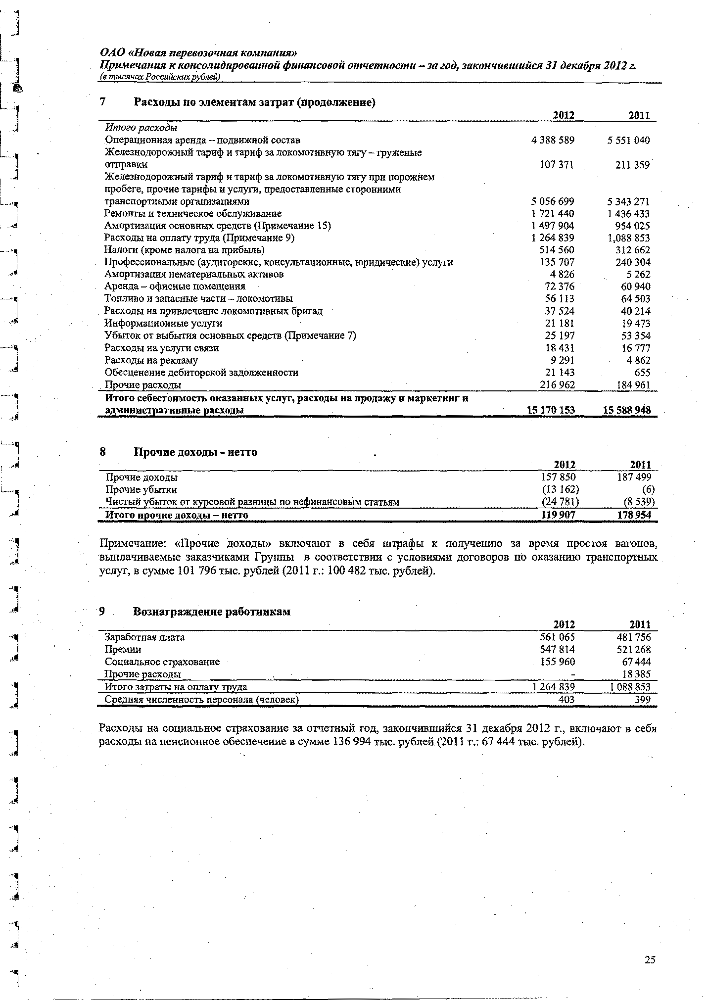 ОАО «Новая перевозочная компания»
Примечания к консолидированной финансовой отчетности – за год, закончившийся 31 декабря 2012 г.
(в тысячах Российских рублей)
7 Расходы по элементам затрат (продолжение)
2012 2011
Итого расходы
Операционная аренда – подвижной состав 4 388 589 5 551 040
Железнодорожный тариф и тариф за локомотивную тягу – груженые
отправки 107 371 211 359
Железнодорожный тариф и тариф за локомотивную тягу при порожнем
пробеге, прочие тарифы и услуги, предоставленные сторонними
транспортными организациями 5 056 699 5 343 271
Ремонты и техническое обслуживание 1 721 440 1 436 433
Амортизация основных средств (Примечание 15) 1 497 904 954 025
Расходы на оплату труда (Примечание 9) 1 264 839 1,088 853
Налоги (кроме налога на прибыль) 514 560 312 662
Профессиональные (аудиторские, консультационные, юридические) услуги 135 707 240 304
Амортизация нематериальных активов 4 826 5 262
Аренда – офисные помещения 72 376 60 940
Топливо и запасные части – локомотивы 56 113 64 503
Расходы на привлечение локомотивных бригад 37 524 40 214
Информационные услуги 21 181 19 473
Убыток от выбытия основных средств (Примечание 7) 25 197 53 354
Расходы на услуги связи 18 431 16 777
Расходы на рекламу 9 291 4 862
Обесценение дебиторской задолженности 21 143 655
Прочие расходы 216 962 184 961
Итого себестоимость оказанных услуг, расходы на продажу и маркетинг и
административные расходы 15 170 153 15 588 948
8 Прочие доходы - нетто
2012 2011
Прочие доходы 157 850 187 499
Прочие убытки (13 162) (6)
Чистый убыток от курсовой разницы по нефинансовым статьям (24 781) (8 539)
Итого прочие доходы – нетто 119 907 178 954
Примечание: «Прочие доходы» включают в себя штрафы к получению за время простоя вагонов,
выплачиваемые заказчиками Группы в соответствии с условиями договоров по оказанию транспортных
услуг, в сумме 101 796 тыс. рублей (2011 г.: 100 482 тыс. рублей).
9 Вознаграждение работникам
2012 2011
Заработная плата 561 065 481 756
Премии 547 814 521 268
Социальное страхование 155 960 67 444
Прочие расходы - 18 385
Итого затраты на оплату труда 1 264 839 1 088 853
Средняя численность персонала (человек) 403 399
Расходы на социальное страхование за отчетный год, закончившийся 31 декабря 2012 г., включают в себя
расходы на пенсионное обеспечение в сумме 136 994 тыс. рублей (2011 г.: 67 444 тыс. рублей).
25